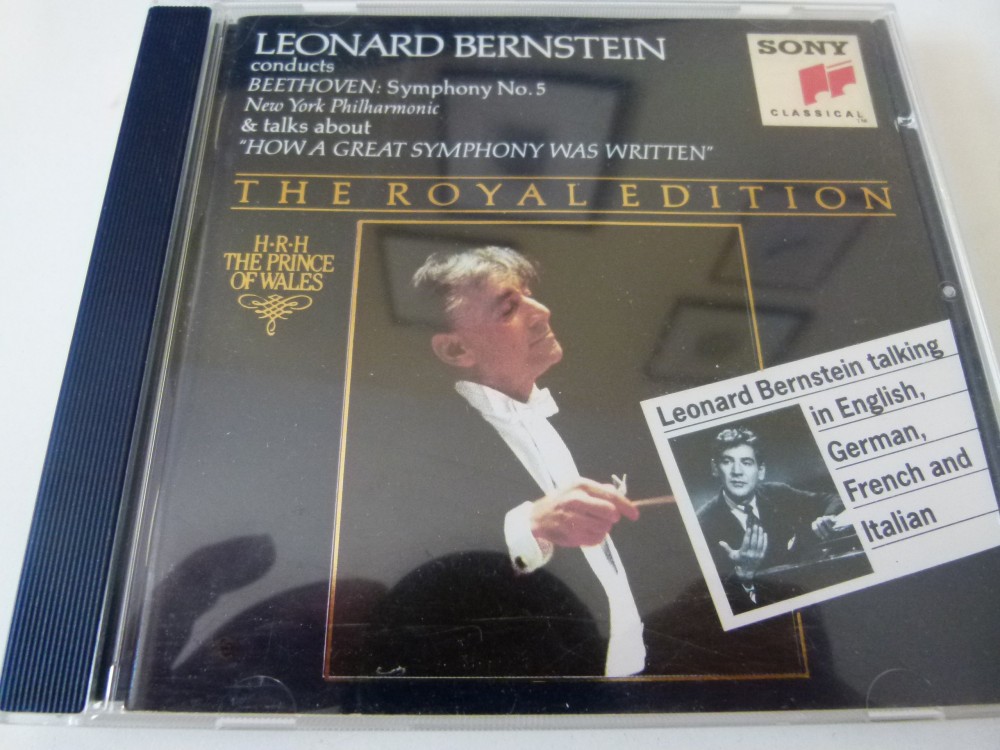 LEONARD BERNSTEIN
conducts
BEETHOVEN: Symphony No. 5
New York Philharmonic
& talks about
"HOW A GREAT SYMPHONY WAS WRITTEN"
SONY
CLASSICAL™
THE ROYAL EDITION
H·R·H
THE PRINCE
OF WALES
Leonard Bernstein talking
in English,
German,
French and
Italian